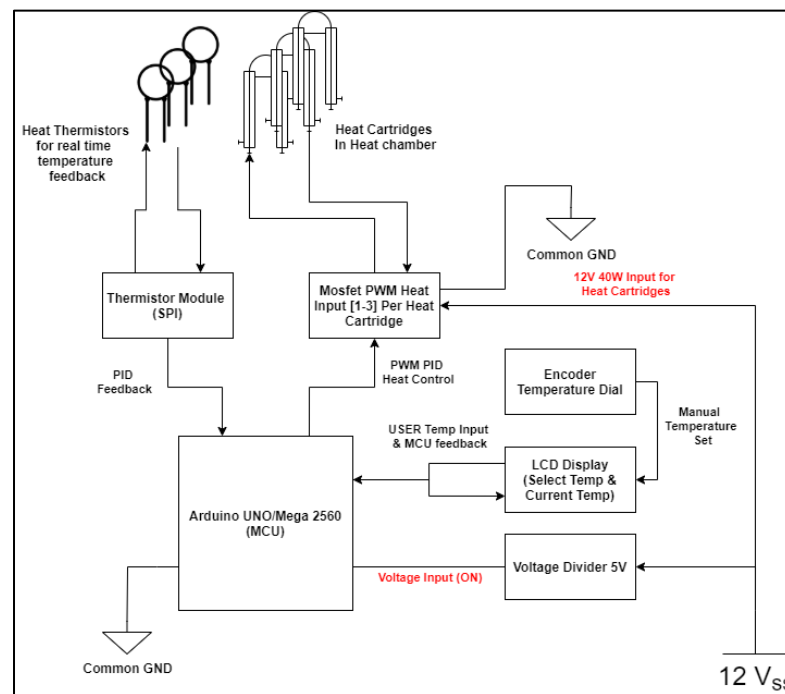 Heat Thermistors
for real time
temperature
feedback
Heat Cartridges
In Heat chamber
Common GND
12V 40W Input for
Heat Cartridges
Thermistor Module
(SPI)
Mosfet PWM Heat
Input [1-3] Per Heat
Cartridge
PID
Feedback
PWM PID
Heat Control
Encoder
Temperature Dial
Manual
Temperature
Set
USER Temp Input
& MCU feedback
LCD Display
(Select Temp &
Current Temp)
Arduino UNO/Mega 2560
(MCU)
Voltage Input (ON)
Voltage Divider 5V
Common GND
12 Vss